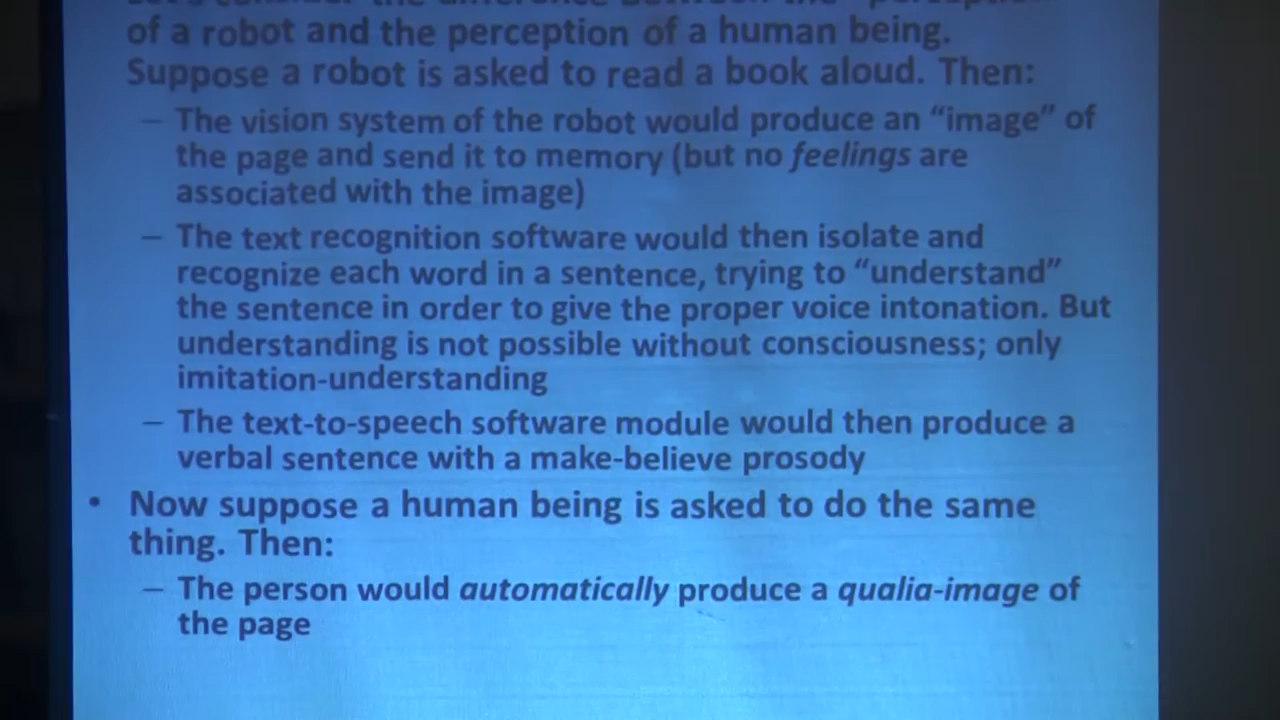 of a robot and the perception of a human being.
Suppose a robot is asked to read a book aloud. Then:
– The vision system of the robot would produce an “image” of
the page and send it to memory (but no feelings are
associated with the image)
– The text recognition software would then isolate and
recognize each word in a sentence, trying to “understand”
the sentence in order to give the proper voice intonation. But
understanding is not possible without consciousness; only
imitation-understanding
– The text-to-speech software module would then produce a
verbal sentence with a make-believe prosody
• Now suppose a human being is asked to do the same
thing. Then:
– The person would automatically produce a qualia-image of
the page